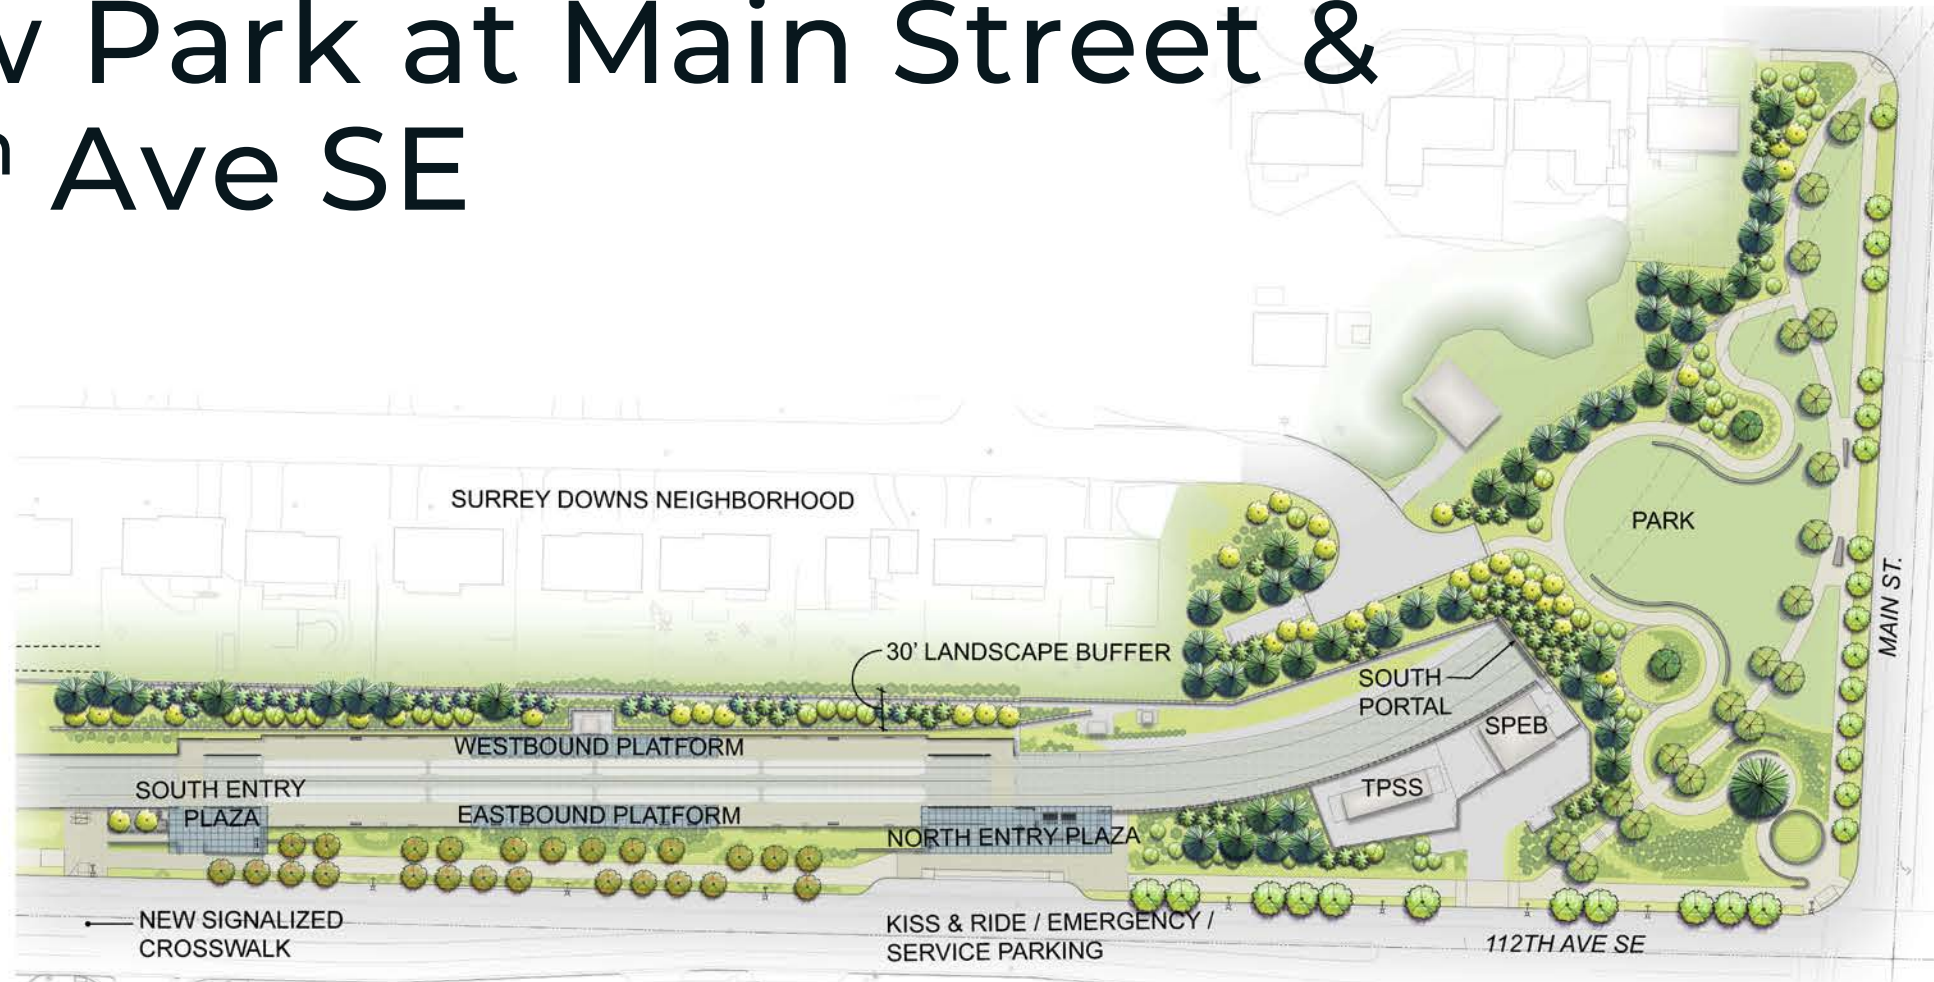 Park at Main Street &
Ave SE
SURREY DOWNS NEIGHBORHOOD
PARK
MAIN ST.
30' LANDSCAPE BUFFER
SOUTH
PORTAL
SPEB
WESTBOUND PLATFORM
TPSS
SOUTH ENTRY
PLAZA
EASTBOUND PLATFORM
NORTH ENTRY PLAZA
NEW SIGNALIZED
CROSSWALK
KISS & RIDE / EMERGENCY /
SERVICE PARKING
112TH AVE SE